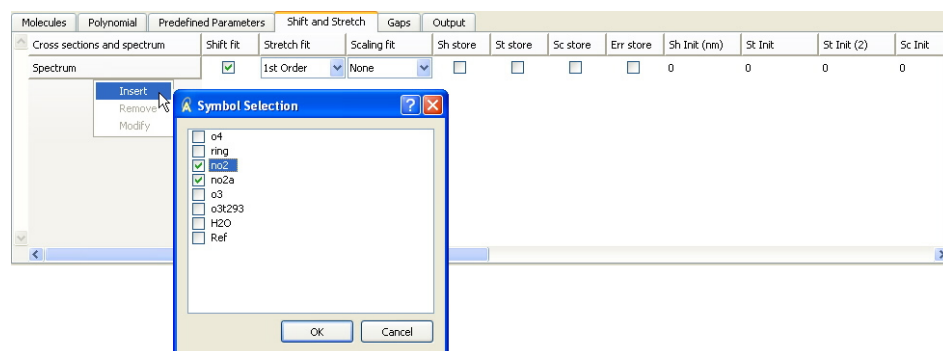 Molecules Polynomial Predefined Parameters Shift and Stretch Gaps Output
Cross sections and spectrum Shift fit Stretch fit Scaling fit Sh store St store Sc store Err store Sh Init (nm) St Init St Init (2) Sc Init
Spectrum 1st Order None 0 0 0 0
Insert
Remove
Modify
Symbol Selection
o4
ring
no2
no2a
o3
o3t293
H2O
Ref
OK Cancel